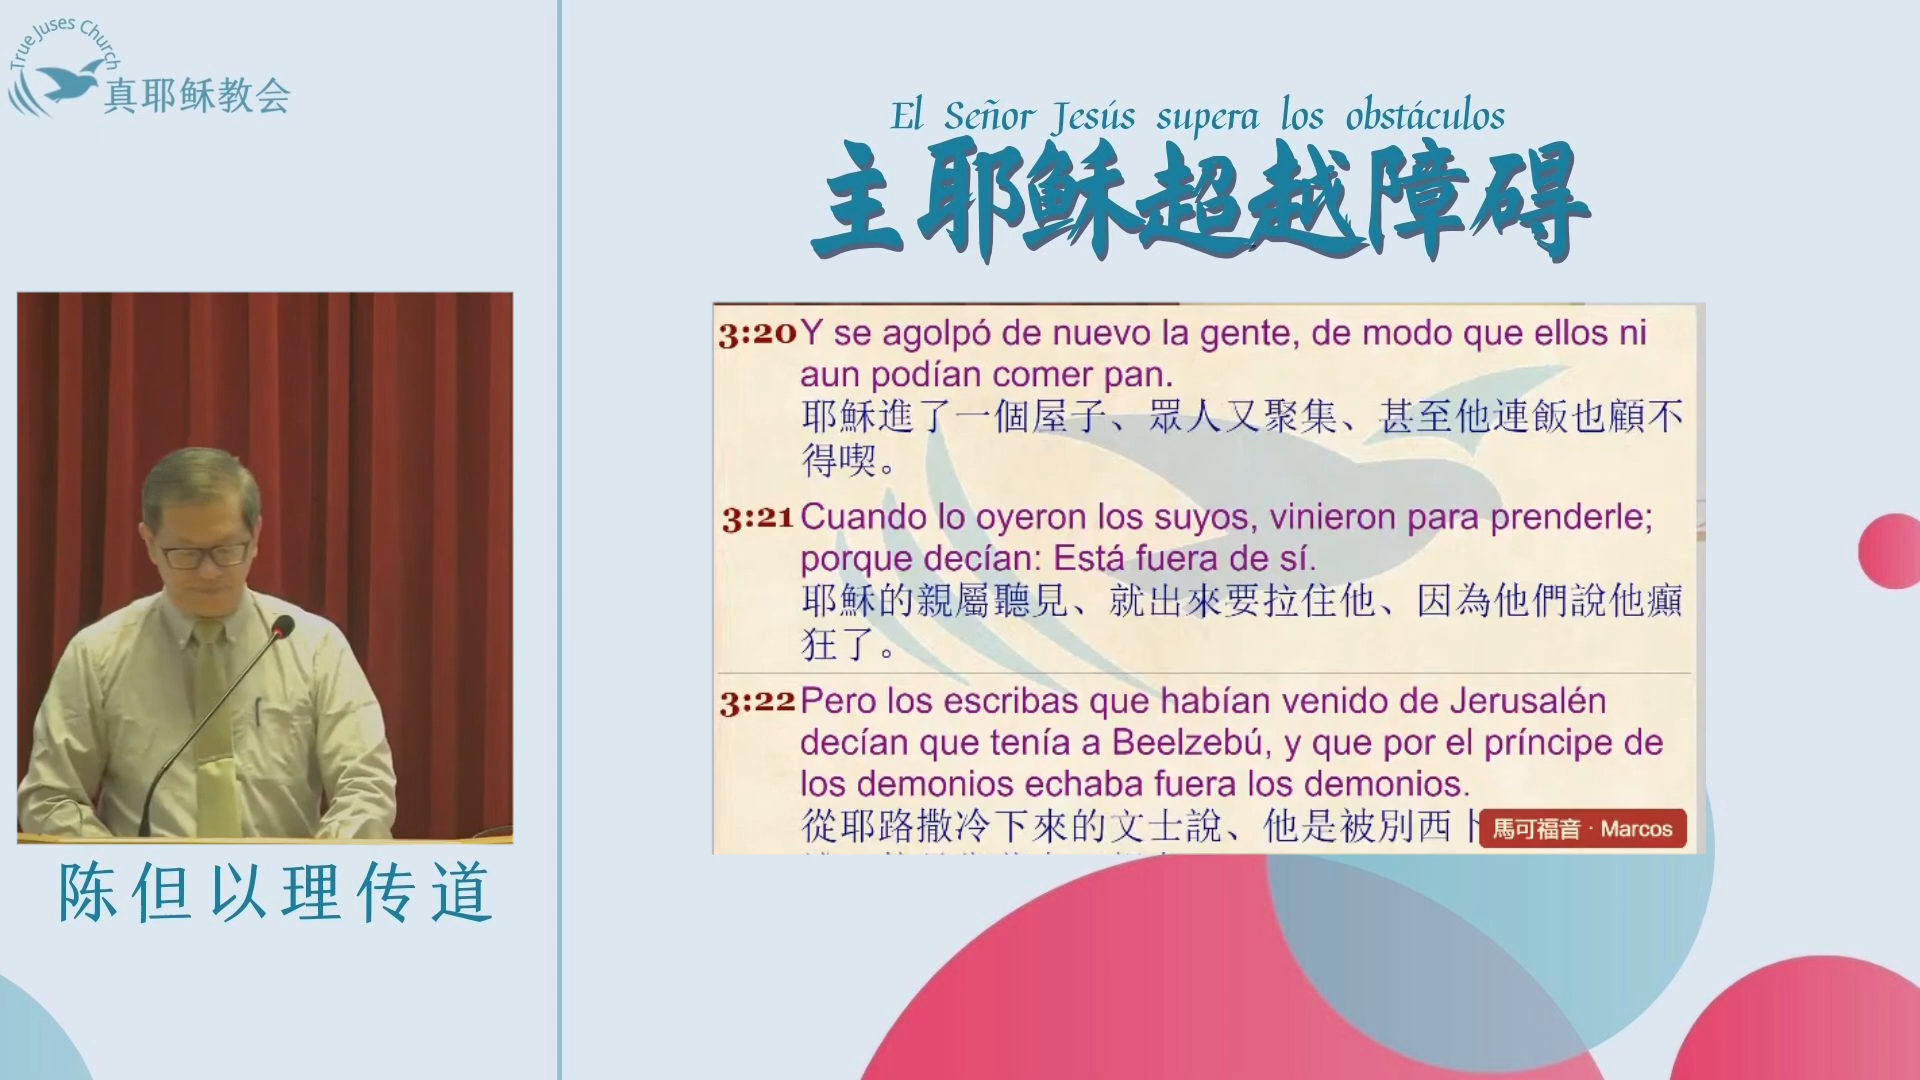 True Juses Church
真耶稣教会
El Señor Jesús supera los obstáculos
主耶稣超越障碍
3:20 Y se agolpó de nuevo la gente, de modo que ellos ni
aun podían comer pan.
耶穌進了一個屋子、眾人又聚集、甚至他連飯也顧不
得喫。
3:21 Cuando lo oyeron los suyos, vinieron para prenderle;
porque decían: Está fuera de sí.
耶穌的親屬聽見、就出來要拉住他、因為他們說他癲
狂了。
3:22 Pero los escribas que habían venido de Jerusalén
decían que tenía a Beelzebú, y que por el príncipe de
los demonios echaba fuera los demonios.
從耶路撒冷下來的文士說、他是被別西卜
馬可福音 · Marcos
陈但以理传道